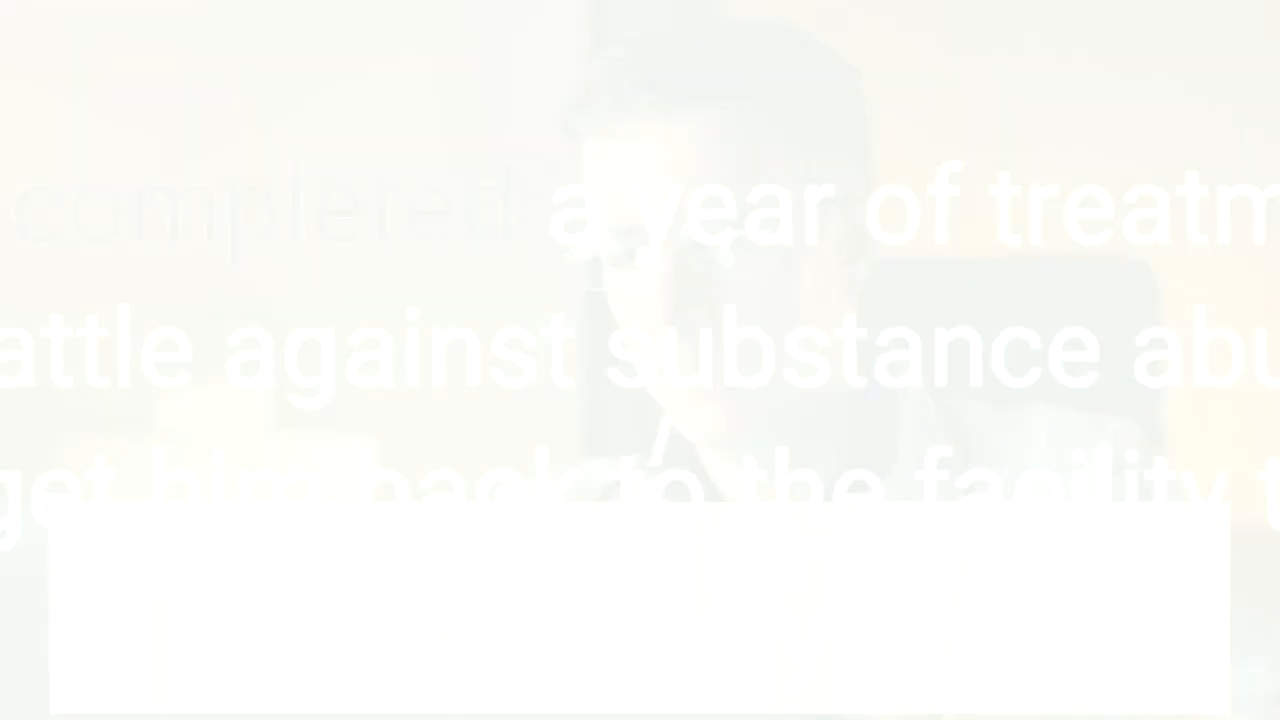 completed a year of treatm
attle against substance abu
get him back to the facility t